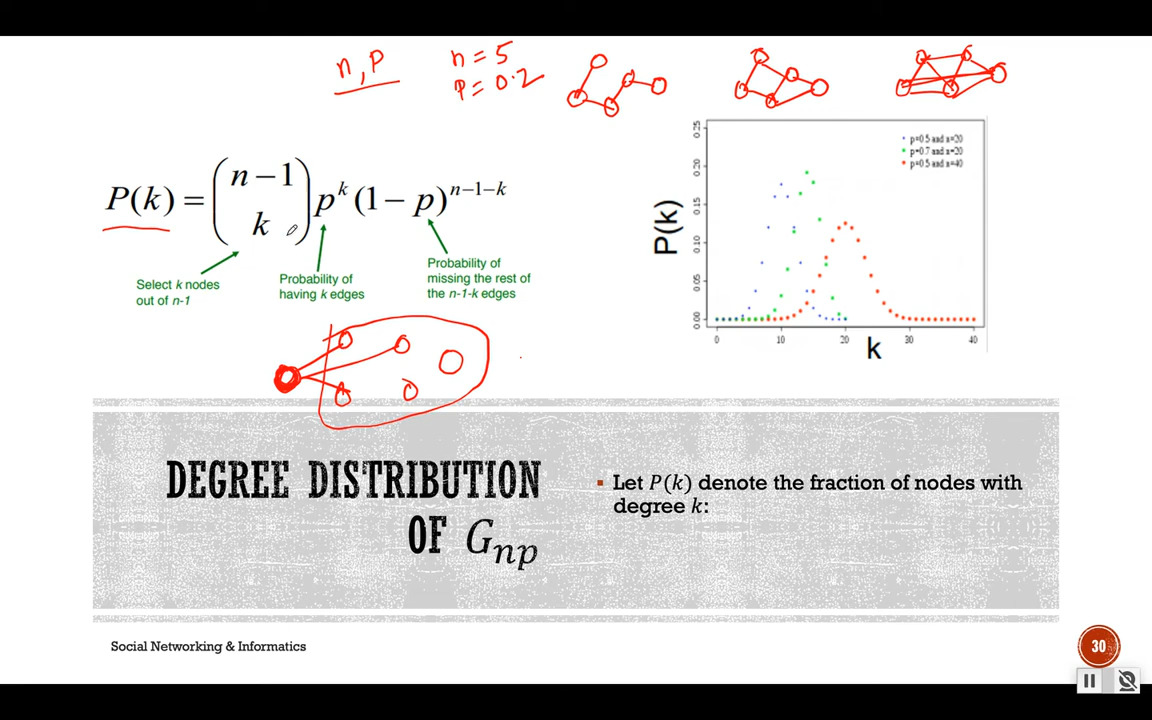 n, p
n = 5
p = 0.2
P(k) = (n−1 k) p^k (1 − p)^{n−1−k}
Select k nodes
out of n-1
Probability of
having k edges
Probability of
missing the rest of
the n-1-k edges
0.25
0.20
0.15
0.10
0.05
0.00
P(k)
p=0.5 and n=20
p=0.7 and n=20
p=0.5 and n=40
0
10
20
30
40
k
DEGREE DISTRIBUTION
OF G_{np}
▪ Let P(k) denote the fraction of nodes with
degree k:
Social Networking & Informatics
30